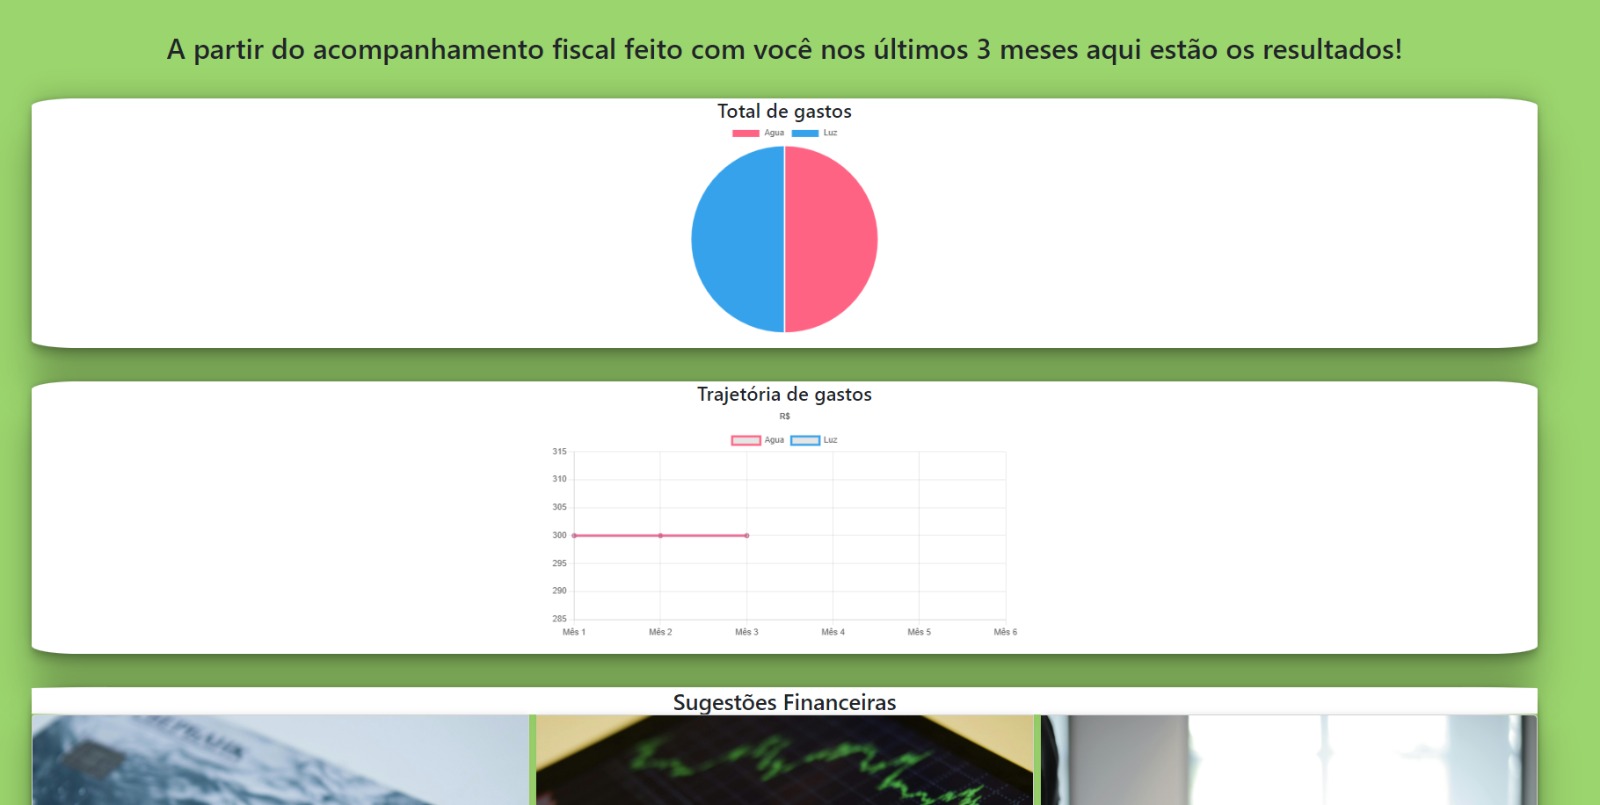 A partir do acompanhamento fiscal feito com você nos últimos 3 meses aqui estão os resultados!
Total de gastos
Agua Luz
Trajetória de gastos
R$
Agua Luz
315
310
305
300
295
290
285
Mês 1 Mês 2 Mês 3 Mês 4 Mês 5 Mês 6
Sugestões Financeiras